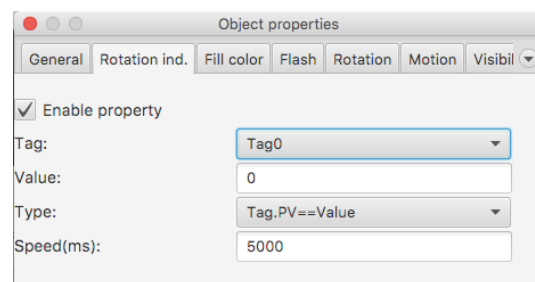 Object properties
General Rotation ind. Fill color Flash Rotation Motion Visibil
Enable property
Tag: Tag0
Value: 0
Type: Tag.PV==Value
Speed(ms): 5000